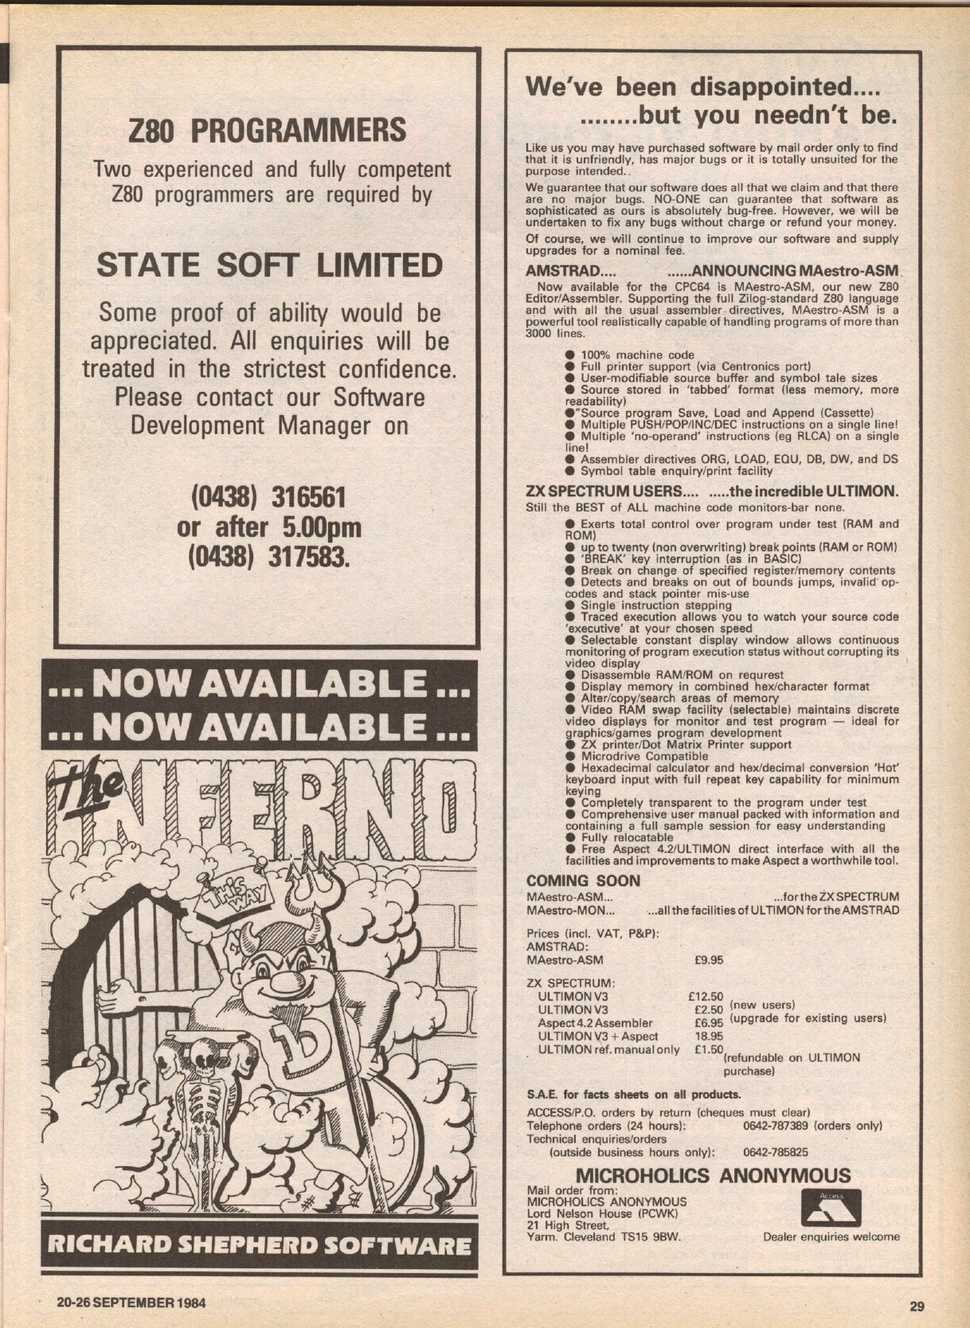 Z80 PROGRAMMERS
Two experienced and fully competent
Z80 programmers are required by
STATE SOFT LIMITED
Some proof of ability would be
appreciated. All enquiries will be
treated in the strictest confidence.
Please contact our Software
Development Manager on
(0438) 316561
or after 5.00pm
(0438) 317583.
... NOW AVAILABLE ...
... NOW AVAILABLE ...
the
INFERNO
THIS
WAY
D
RICHARD SHEPHERD SOFTWARE
We've been disappointed....
........but you needn't be.
Like us you may have purchased software by mail order only to find
that it is unfriendly, has major bugs or it is totally unsuited for the
purpose intended..
We guarantee that our software does all that we claim and that there
are no major bugs. NO-ONE can guarantee that software as
sophisticated as ours is absolutely bug-free. However, we will be
undertaken to fix any bugs without charge or refund your money.
Of course, we will continue to improve our software and supply
upgrades for a nominal fee.
AMSTRAD.... ......ANNOUNCING MAestro-ASM
Now available for the CPC64 is MAestro-ASM, our new Z80
Editor/Assembler. Supporting the full Zilog-standard Z80 language
and with all the usual assembler directives, MAestro-ASM is a
powerful tool realistically capable of handling programs of more than
3000 lines.
● 100% machine code
● Full printer support (via Centronics port)
● User-modifiable source buffer and symbol tale sizes
● Source stored in 'tabbed' format (less memory, more
readability)
● "Source program Save, Load and Append (Cassette)
● Multiple PUSH/POP/INC/DEC instructions on a single line!
● Multiple 'no-operand' instructions (eg RLCA) on a single
line!
● Assembler directives ORG, LOAD, EQU, DB, DW, and DS
● Symbol table enquiry/print facility
ZX SPECTRUM USERS.... .....the incredible ULTIMON.
Still the BEST of ALL machine code monitors-bar none.
● Exerts total control over program under test (RAM and
ROM)
● up to twenty (non overwriting) break points (RAM or ROM)
● 'BREAK' key interruption (as in BASIC)
● Break on change of specified register/memory contents
● Detects and breaks on out of bounds jumps, invalid op-
codes and stack pointer mis-use
● Single instruction stepping
● Traced execution allows you to watch your source code
'executive' at your chosen speed
● Selectable constant display window allows continuous
monitoring of program execution status without corrupting its
video display
● Disassemble RAM/ROM on requrest
● Display memory in combined hex/character format
● Alter/copy/search areas of memory
● Video RAM swap facility (selectable) maintains discrete
video displays for monitor and test program — ideal for
graphics/games program development
● ZX printer/Dot Matrix Printer support
● Microdrive Compatible
● Hexadecimal calculator and hex/decimal conversion 'Hot'
keyboard input with full repeat key capability for minimum
keying
● Completely transparent to the program under test
● Comprehensive user manual packed with information and
containing a full sample session for easy understanding
● Fully relocatable
● Free Aspect 4.2/ULTIMON direct interface with all the
facilities and improvements to make Aspect a worthwhile tool.
COMING SOON
MAestro-ASM... ...for the ZX SPECTRUM
MAestro-MON... ...all the facilities of ULTIMON for the AMSTRAD
Prices (incl. VAT, P&P):
AMSTRAD:
MAestro-ASM £9.95
ZX SPECTRUM:
ULTIMON V3 £12.50 (new users)
ULTIMON V3 £2.50 (upgrade for existing users)
Aspect 4.2 Assembler £6.95
ULTIMON V3 + Aspect 18.95
ULTIMON ref. manual only £1.50 (refundable on ULTIMON
purchase)
S.A.E. for facts sheets on all products.
ACCESS/P.O. orders by return (cheques must clear)
Telephone orders (24 hours): 0642-787389 (orders only)
Technical enquiries/orders
(outside business hours only): 0642-785825
MICROHOLICS ANONYMOUS
Mail order from:
MICROHOLICS ANONYMOUS
Lord Nelson House (PCWK)
21 High Street,
Yarm. Cleveland TS15 9BW.
Access
Dealer enquiries welcome
20-26 SEPTEMBER 1984
29